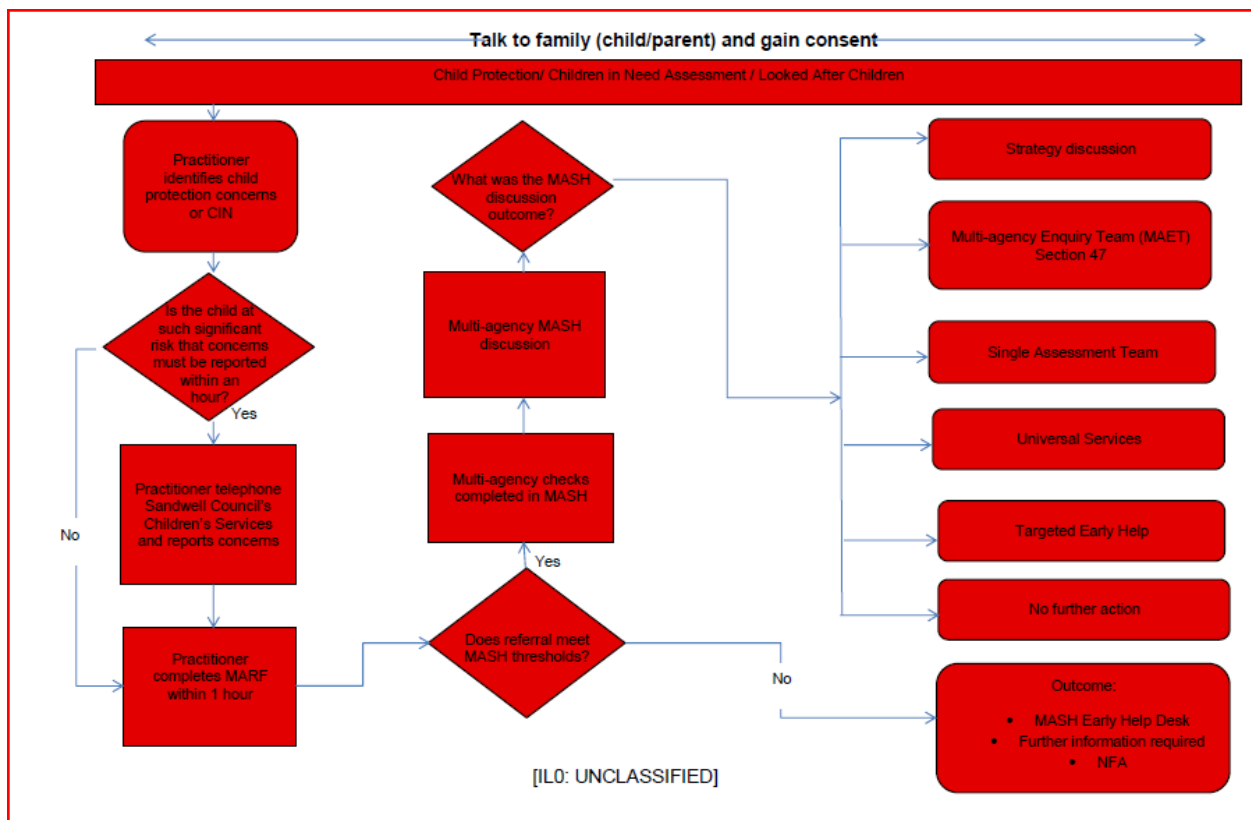 Talk to family (child/parent) and gain consent
Child Protection/ Children in Need Assessment / Looked After Children
Practitioner
identifies child
protection concerns
or CIN
Is the child at
such significant
risk that concerns
must be reported
within an
hour?
Yes
No
Practitioner telephone
Sandwell Council's
Children's Services
and reports concerns
Practitioner
completes MARF
within 1 hour
What was the MASH
discussion
outcome?
Multi-agency MASH
discussion
Multi-agency checks
completed in MASH
Yes
Does referral meet
MASH thresholds?
No
Strategy discussion
Multi-agency Enquiry Team (MAET)
Section 47
Single Assessment Team
Universal Services
Targeted Early Help
No further action
Outcome:
• MASH Early Help Desk
• Further information required
• NFA
[IL0: UNCLASSIFIED]